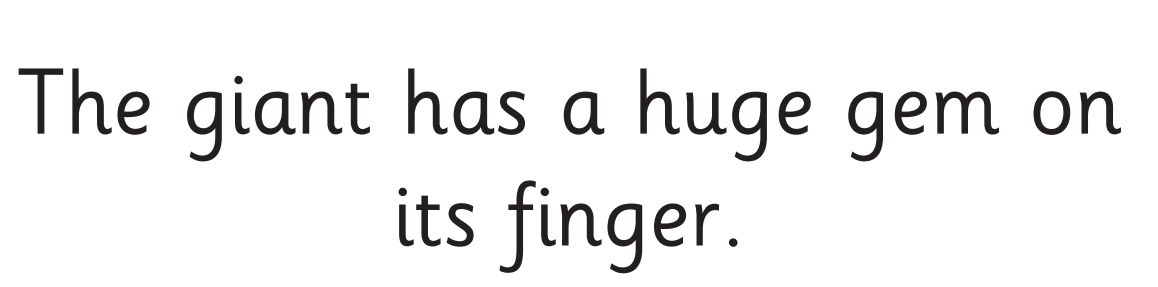 The giant has a huge gem on
its finger.